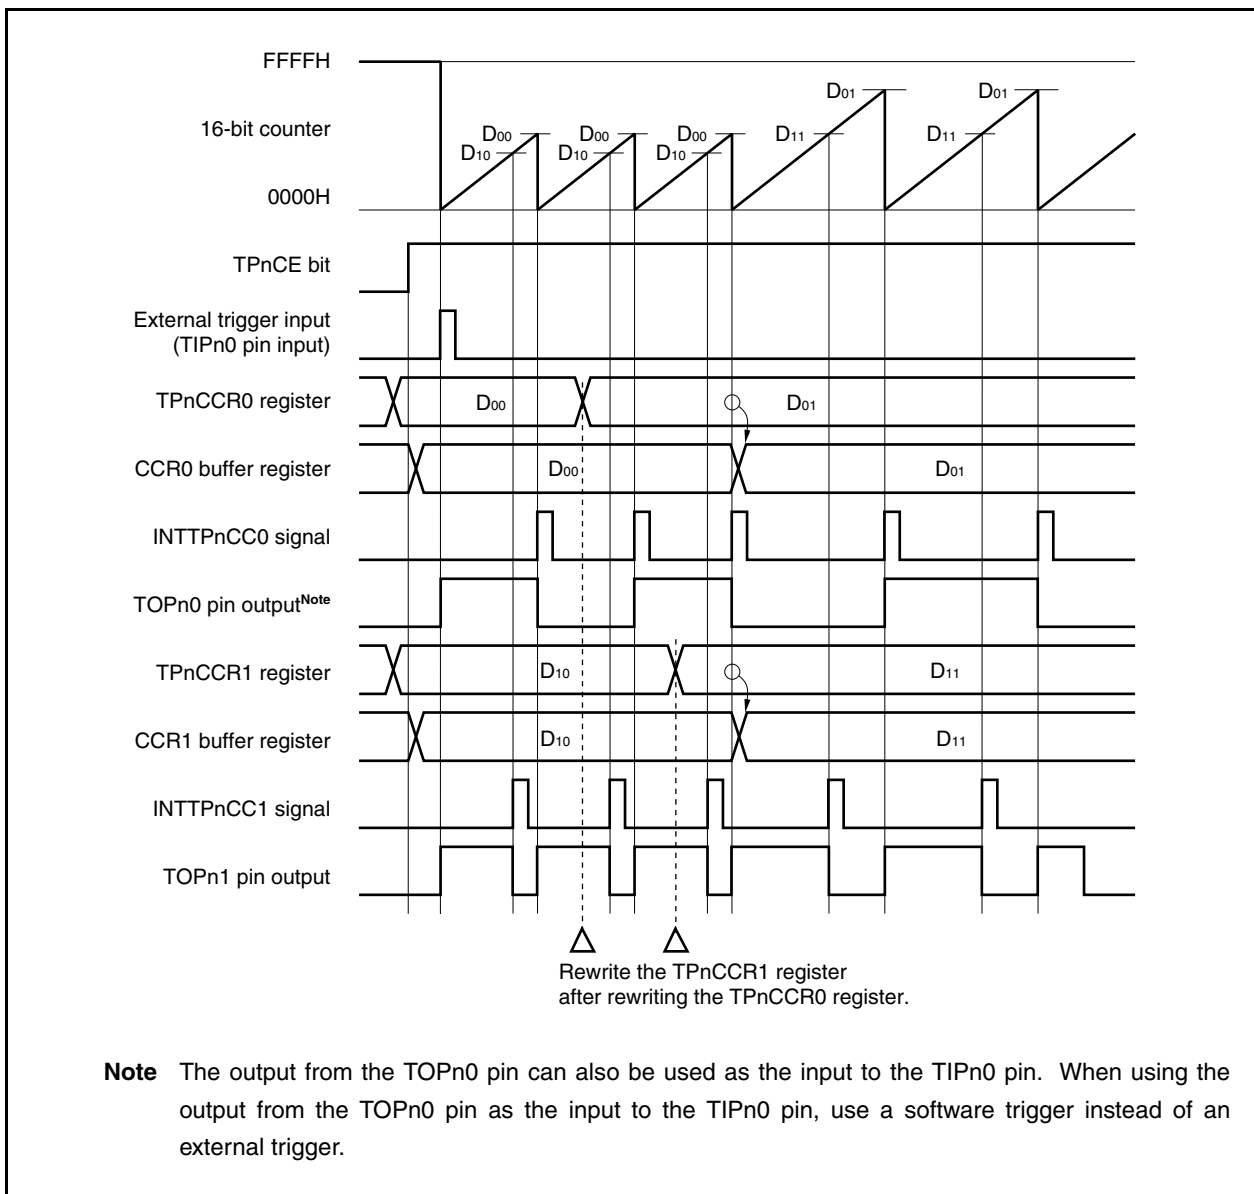 FFFFH
D01 D01
16-bit counter
D00 D00 D00 D11 D11
D10 D10 D10
0000H
TPnCE bit
External trigger input
(TIPn0 pin input)
TPnCCR0 register D00 D01
CCR0 buffer register D00 D01
INTTPnCC0 signal
TOPn0 pin outputNote
TPnCCR1 register D10 D11
CCR1 buffer register D10 D11
INTTPnCC1 signal
TOPn1 pin output
Rewrite the TPnCCR1 register
after rewriting the TPnCCR0 register.
Note The output from the TOPn0 pin can also be used as the input to the TIPn0 pin. When using the
output from the TOPn0 pin as the input to the TIPn0 pin, use a software trigger instead of an
external trigger.